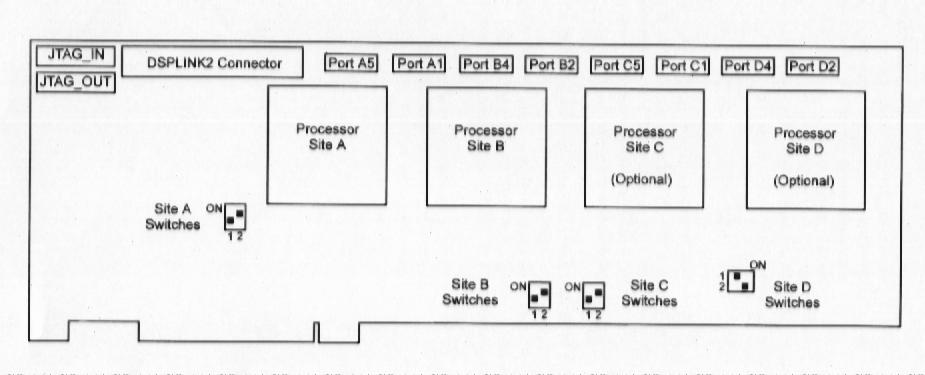 JTAG_IN
JTAG_OUT
DSPLINK2 Connector
Port A5
Port A1
Port B4
Port B2
Port C5
Port C1
Port D4
Port D2
Processor
Site A
Processor
Site B
Processor
Site C
(Optional)
Processor
Site D
(Optional)
Site A
Switches
ON
1 2
Site B
Switches
ON
1 2
ON
1 2
Site C
Switches
ON
1
2
Site D
Switches